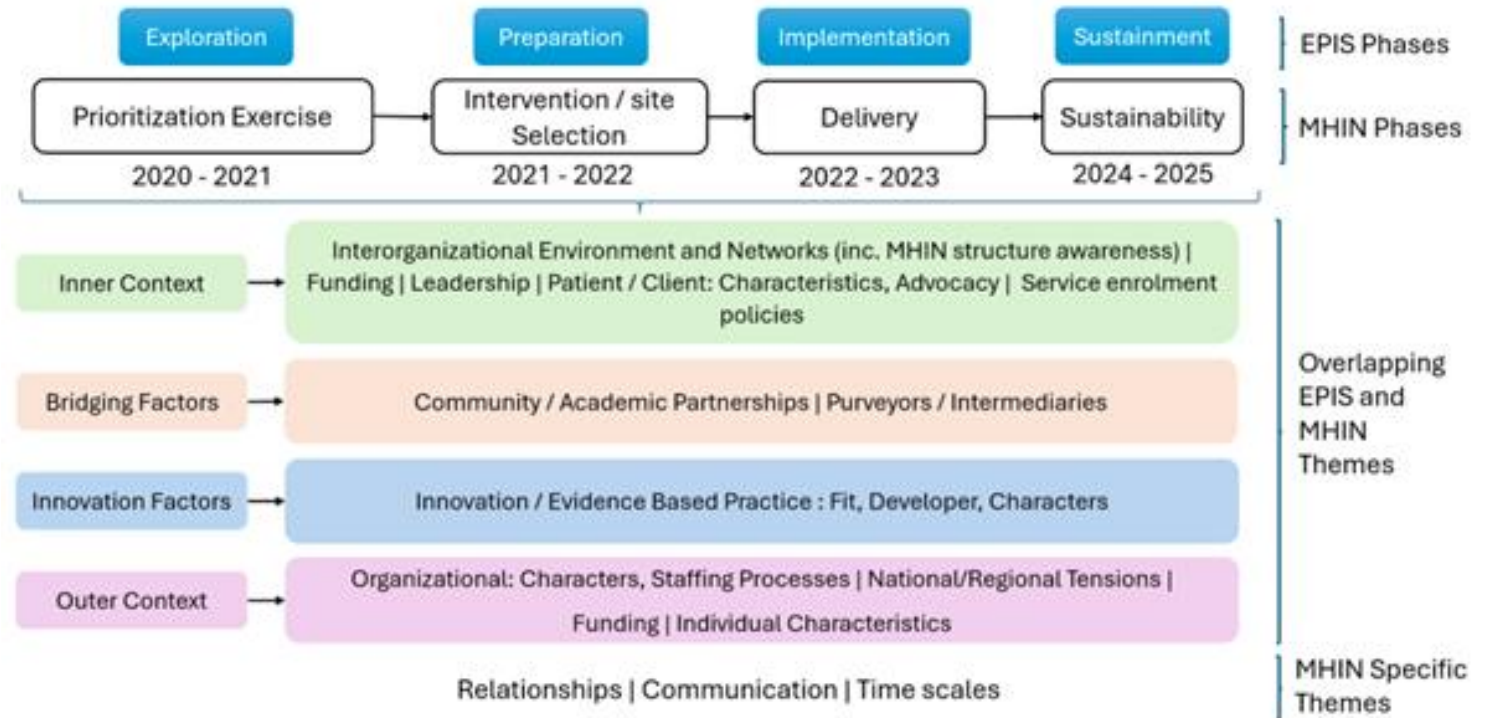 Exploration
Preparation
Implementation
Sustainment
EPIS Phases
Prioritization Exercise
Intervention / site
Selection
Delivery
Sustainability
MHIN Phases
2020 - 2021
2021 - 2022
2022 - 2023
2024 - 2025
Inner Context
Interorganizational Environment and Networks (inc. MHIN structure awareness) |
Funding | Leadership | Patient / Client: Characteristics, Advocacy | Service enrolment
policies
Bridging Factors
Community / Academic Partnerships | Purveyors / Intermediaries
Innovation Factors
Innovation / Evidence Based Practice : Fit, Developer, Characters
Outer Context
Organizational: Characters, Staffing Processes | National/Regional Tensions |
Funding | Individual Characteristics
Overlapping
EPIS and
MHIN
Themes
Relationships | Communication | Time scales
MHIN Specific
Themes